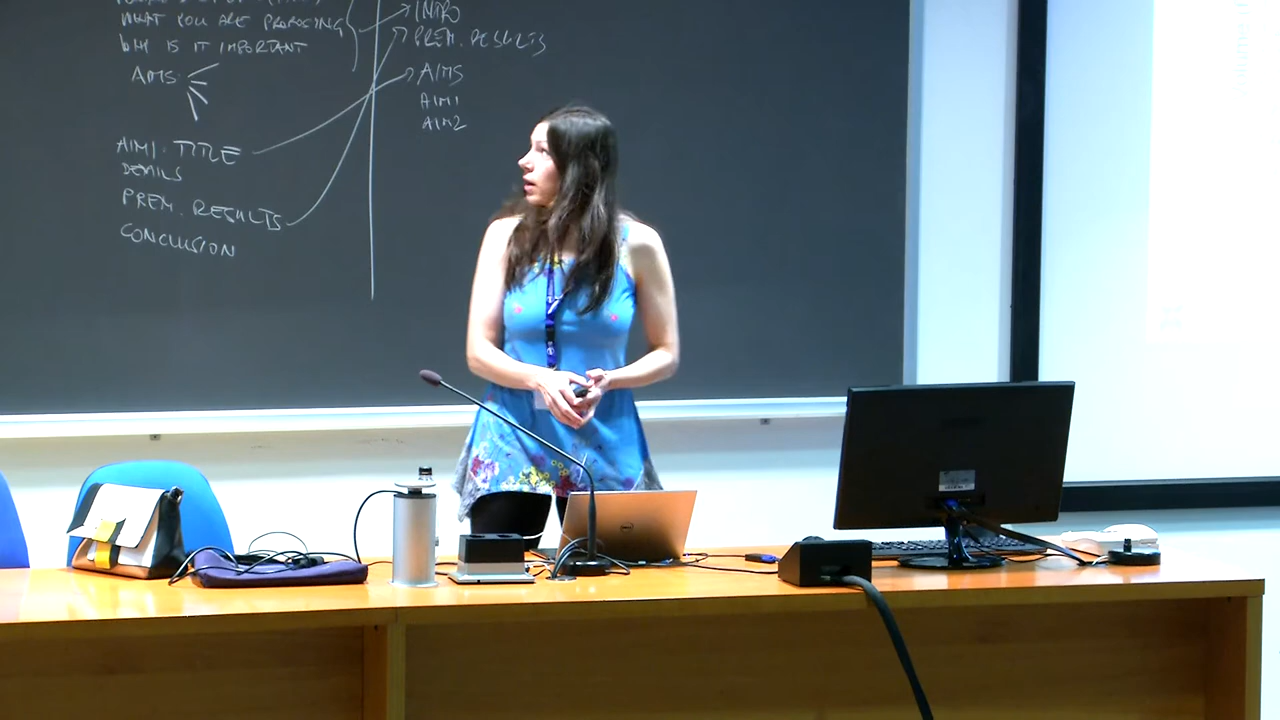 WHAT YOU ARE PROPOSING
WHY IS IT IMPORTANT
AIMS
AIM1. TITLE
DETAILS
PREM. RESULTS
CONCLUSION
INTRO
PREM. RESULTS
AIMS
AIM1
AIM2
DELL